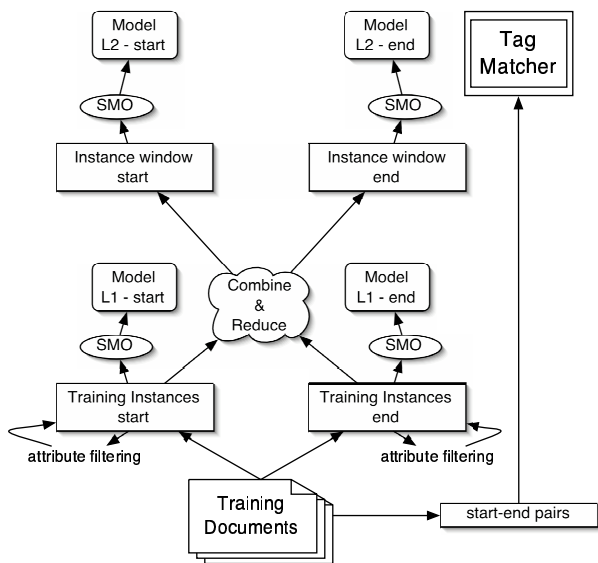 Model
L2 - start
Model
L2 - end
Tag
Matcher
SMO
SMO
Instance window
start
Instance window
end
Model
L1 - start
Combine
&
Reduce
Model
L1 - end
SMO
SMO
Training Instances
start
Training Instances
end
attribute filtering
attribute filtering
Training
Documents
start-end pairs